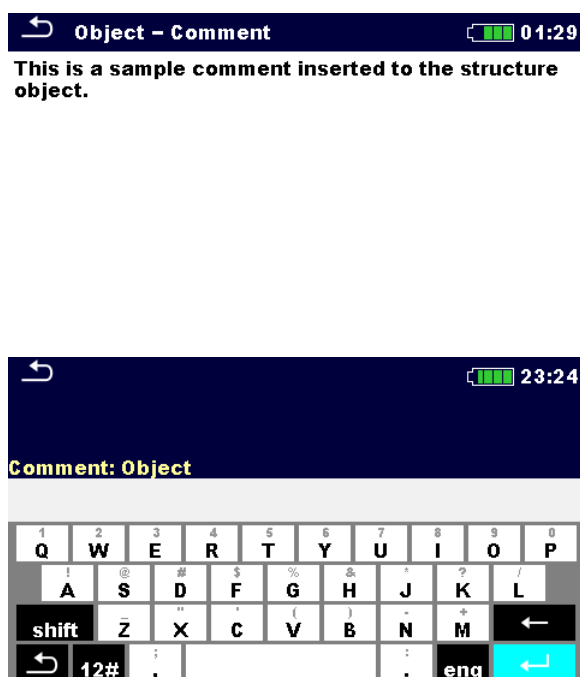 Object – Comment 01:29
This is a sample comment inserted to the structure
object.
23:24
Comment: Object
1 2 3 4 5 6 7 8 9 0
Q W E R T Y U I O P
! @ # $ % & * ? /
A S D F G H J K L
_ " ' ( ) - +
shift Z X C V B N M
; :
12# . . eng